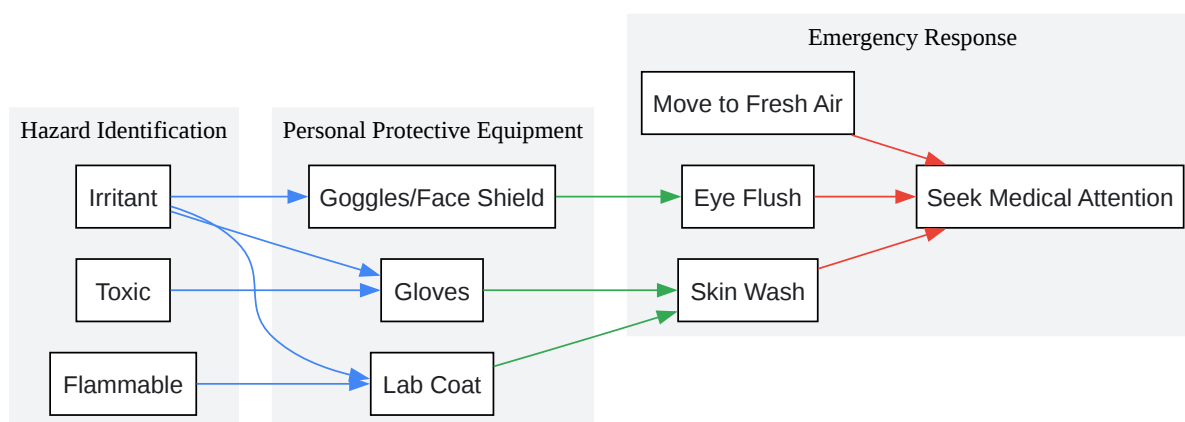 Emergency Response
Move to Fresh Air
Hazard Identification
Personal Protective Equipment
Irritant
Goggles/Face Shield
Eye Flush
Seek Medical Attention
Toxic
Gloves
Skin Wash
Flammable
Lab Coat